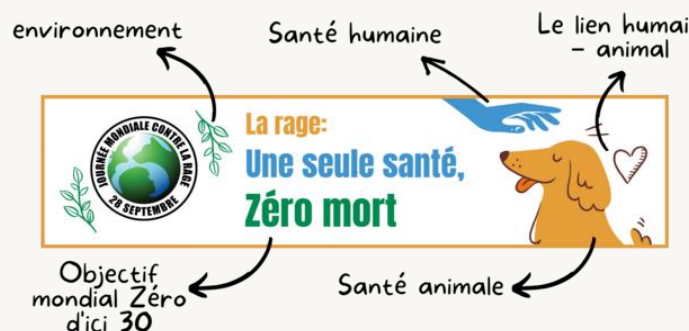 environnement
Santé humaine
Le lien humai
– animal
JOURNÉE MONDIALE CONTRE LA RAGE
28 SEPTEMBRE
La rage:
Une seule santé,
Zéro mort
Objectif
mondial Zéro
d'ici 30
Santé animale